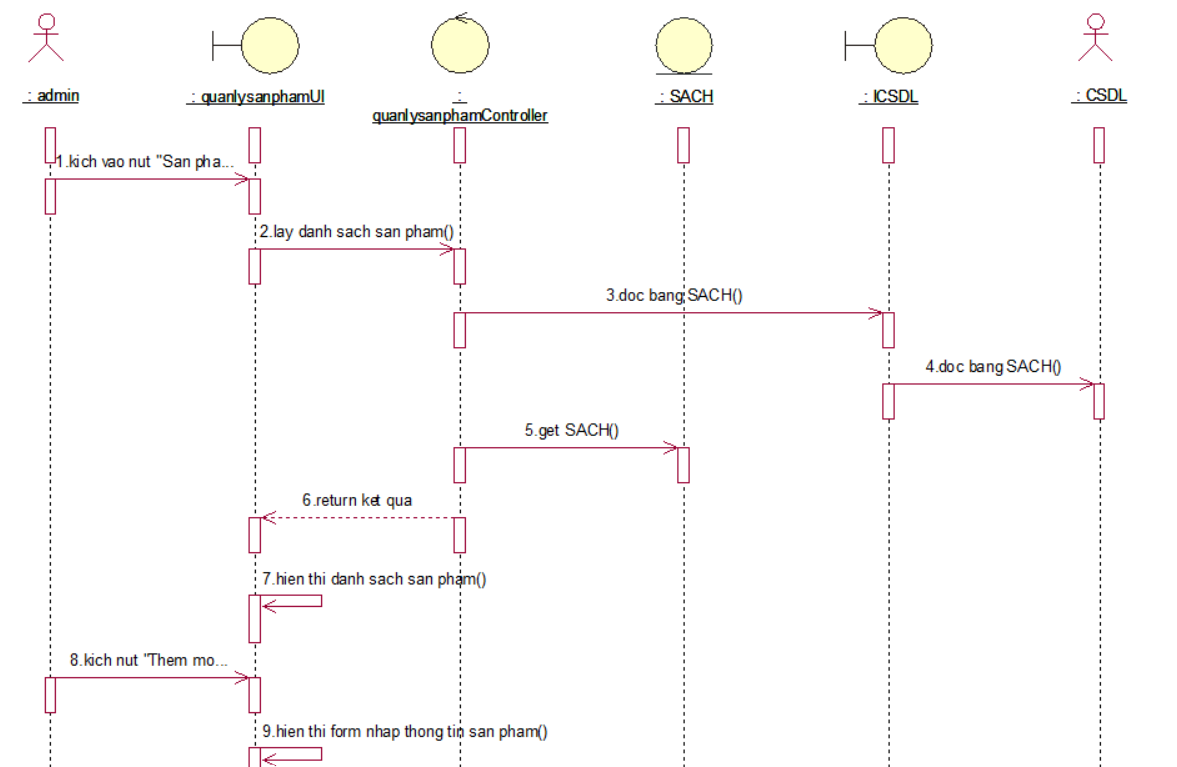 : admin
: quanlysanphamUI
:
quanlysanphamController
: SACH
: ICSDL
: CSDL
1.kich vao nut "San pha...
2.lay danh sach san pham()
3.doc bang SACH()
4.doc bang SACH()
5.get SACH()
6.return ket qua
7.hien thi danh sach san pham()
8.kich nut "Them mo...
9.hien thi form nhap thong tin san pham()